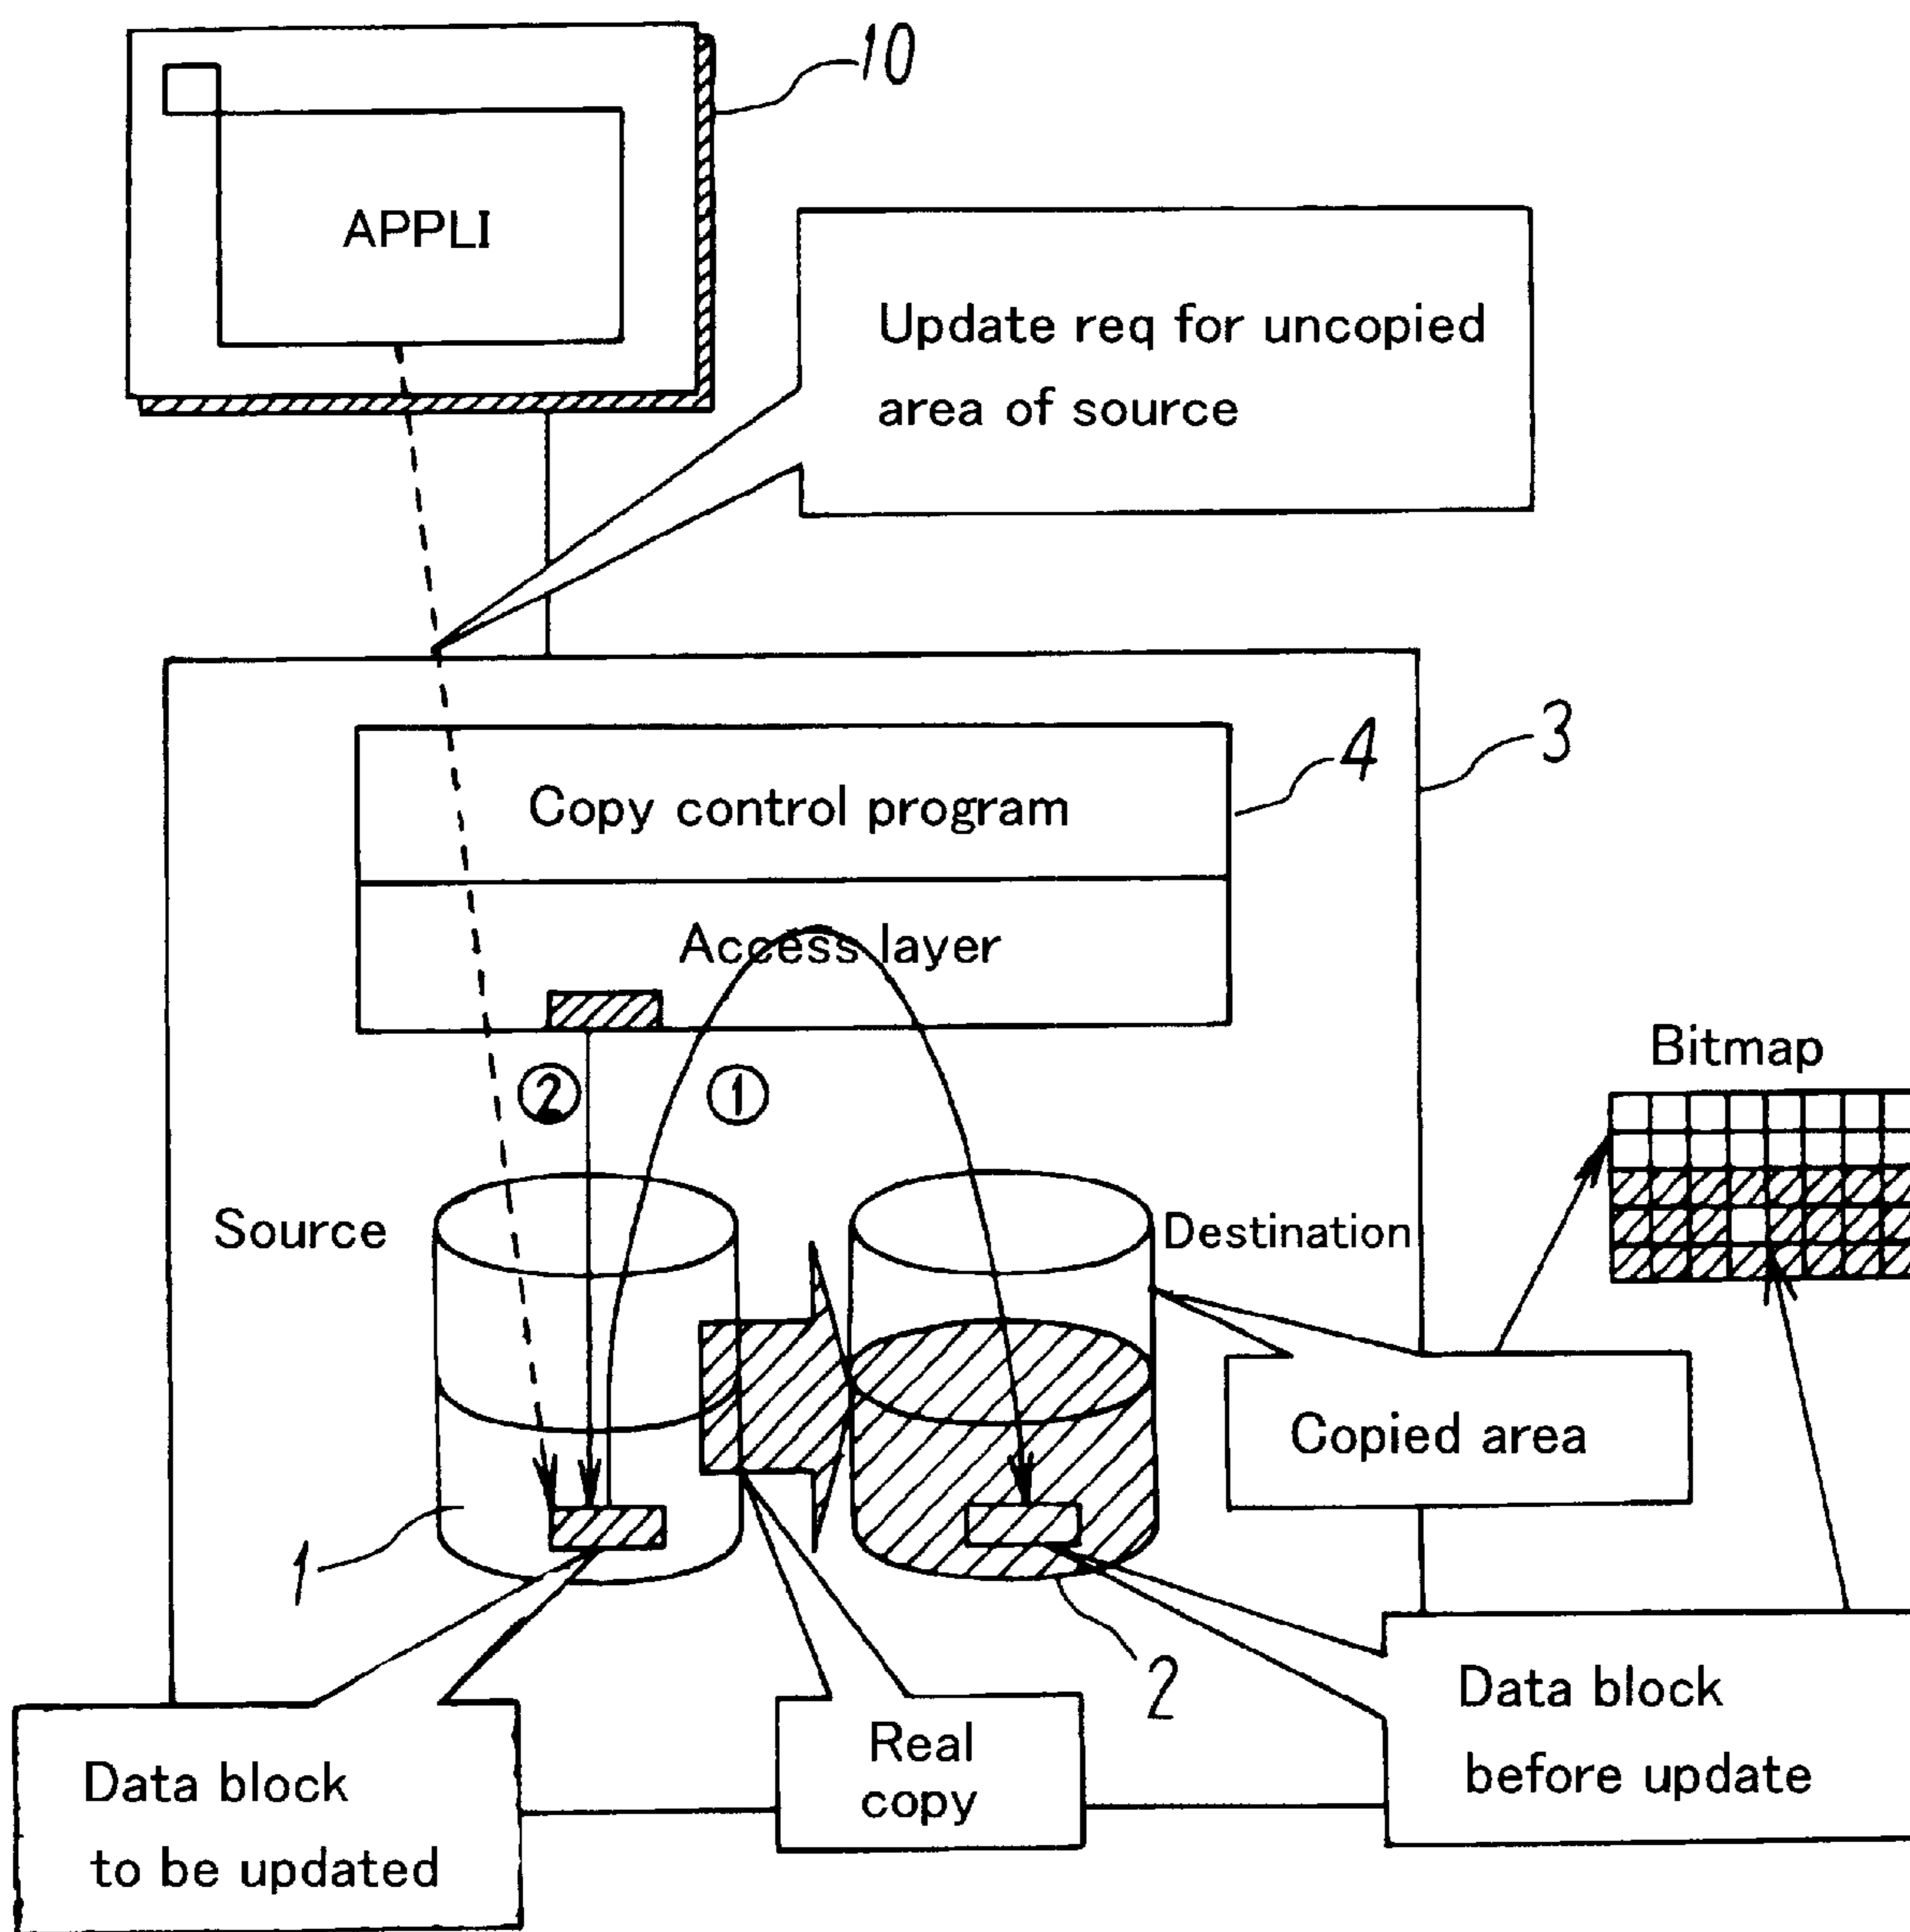 10
APPLI
Update req for uncopied
area of source
3
4
Copy control program
Access layer
②
①
Bitmap
Source
Destination
Copied area
1
2
Data block
before update
Real
copy
Data block
to be updated